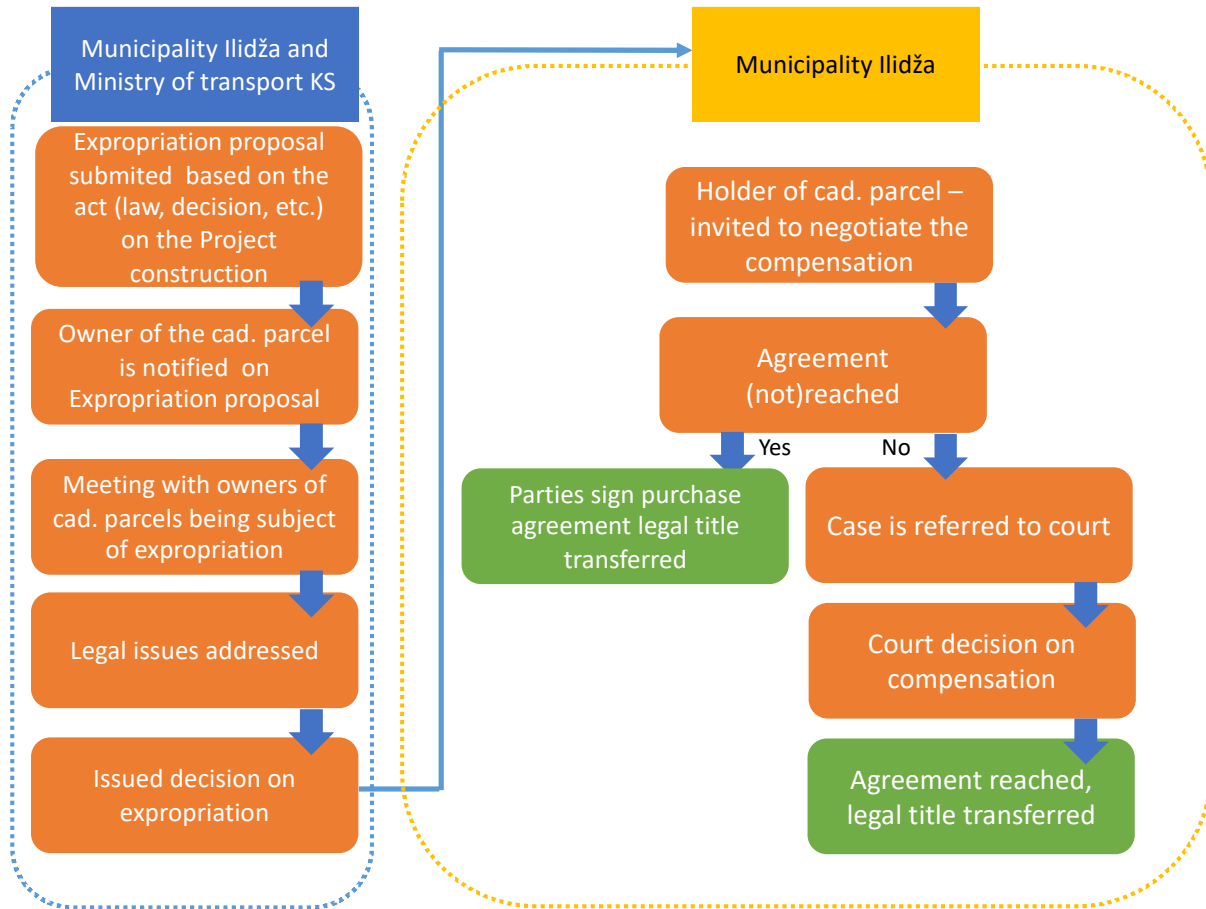 Municipality Ilidža and
Ministry of transport KS
Expropriation proposal
submited based on the
act (law, decision, etc.)
on the Project
construction
Owner of the cad. parcel
is notified on
Expropriation proposal
Meeting with owners of
cad. parcels being subject
of expropriation
Legal issues addressed
Issued decision on
expropriation
Municipality Ilidža
Holder of cad. parcel –
invited to negotiate the
compensation
Agreement
(not)reached
Yes
No
Parties sign purchase
agreement legal title
transferred
Case is referred to court
Court decision on
compensation
Agreement reached,
legal title transferred